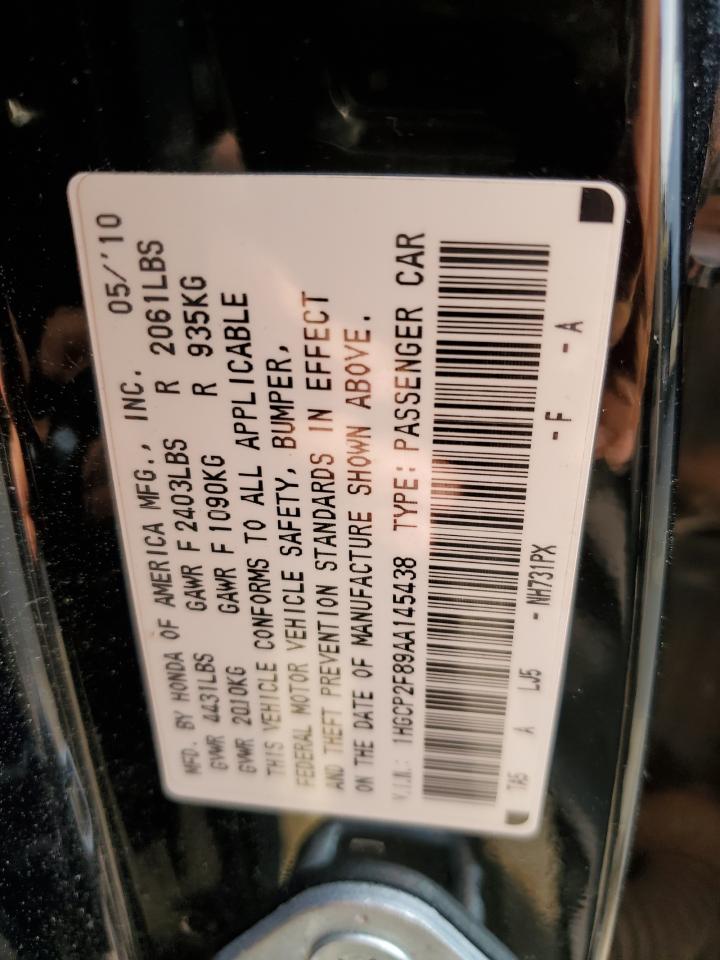 MFD. BY HONDA OF AMERICA MFG., INC. 05/'10
GVWR 4431LBS GAWR F 2403LBS R 2061LBS
GVWR 2010KG GAWR F 1090KG R 935KG
THIS VEHICLE CONFORMS TO ALL APPLICABLE
FEDERAL MOTOR VEHICLE SAFETY, BUMPER,
AND THEFT PREVENTION STANDARDS IN EFFECT
ON THE DATE OF MANUFACTURE SHOWN ABOVE.
V.I.N.: 1HGCP2F89AA145438 TYPE: PASSENGER CAR
TA5 A LJ5 - NH731PX - F - A